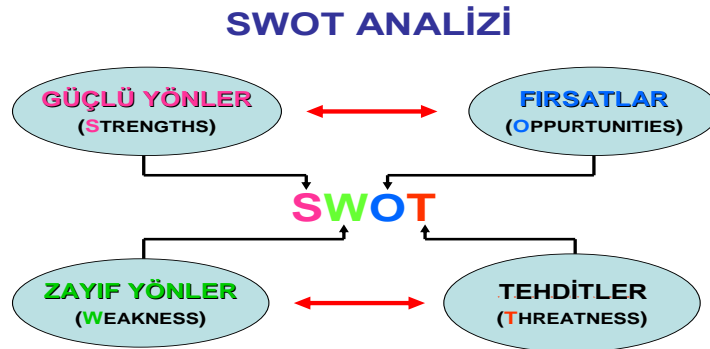 SWOT ANALİZİ
GÜÇLÜ YÖNLER
(STRENGTHS)
FIRSATLAR
(OPPURTUNITIES)
SWOT
ZAYIF YÖNLER
(WEAKNESS)
TEHDİTLER
(THREATNESS)